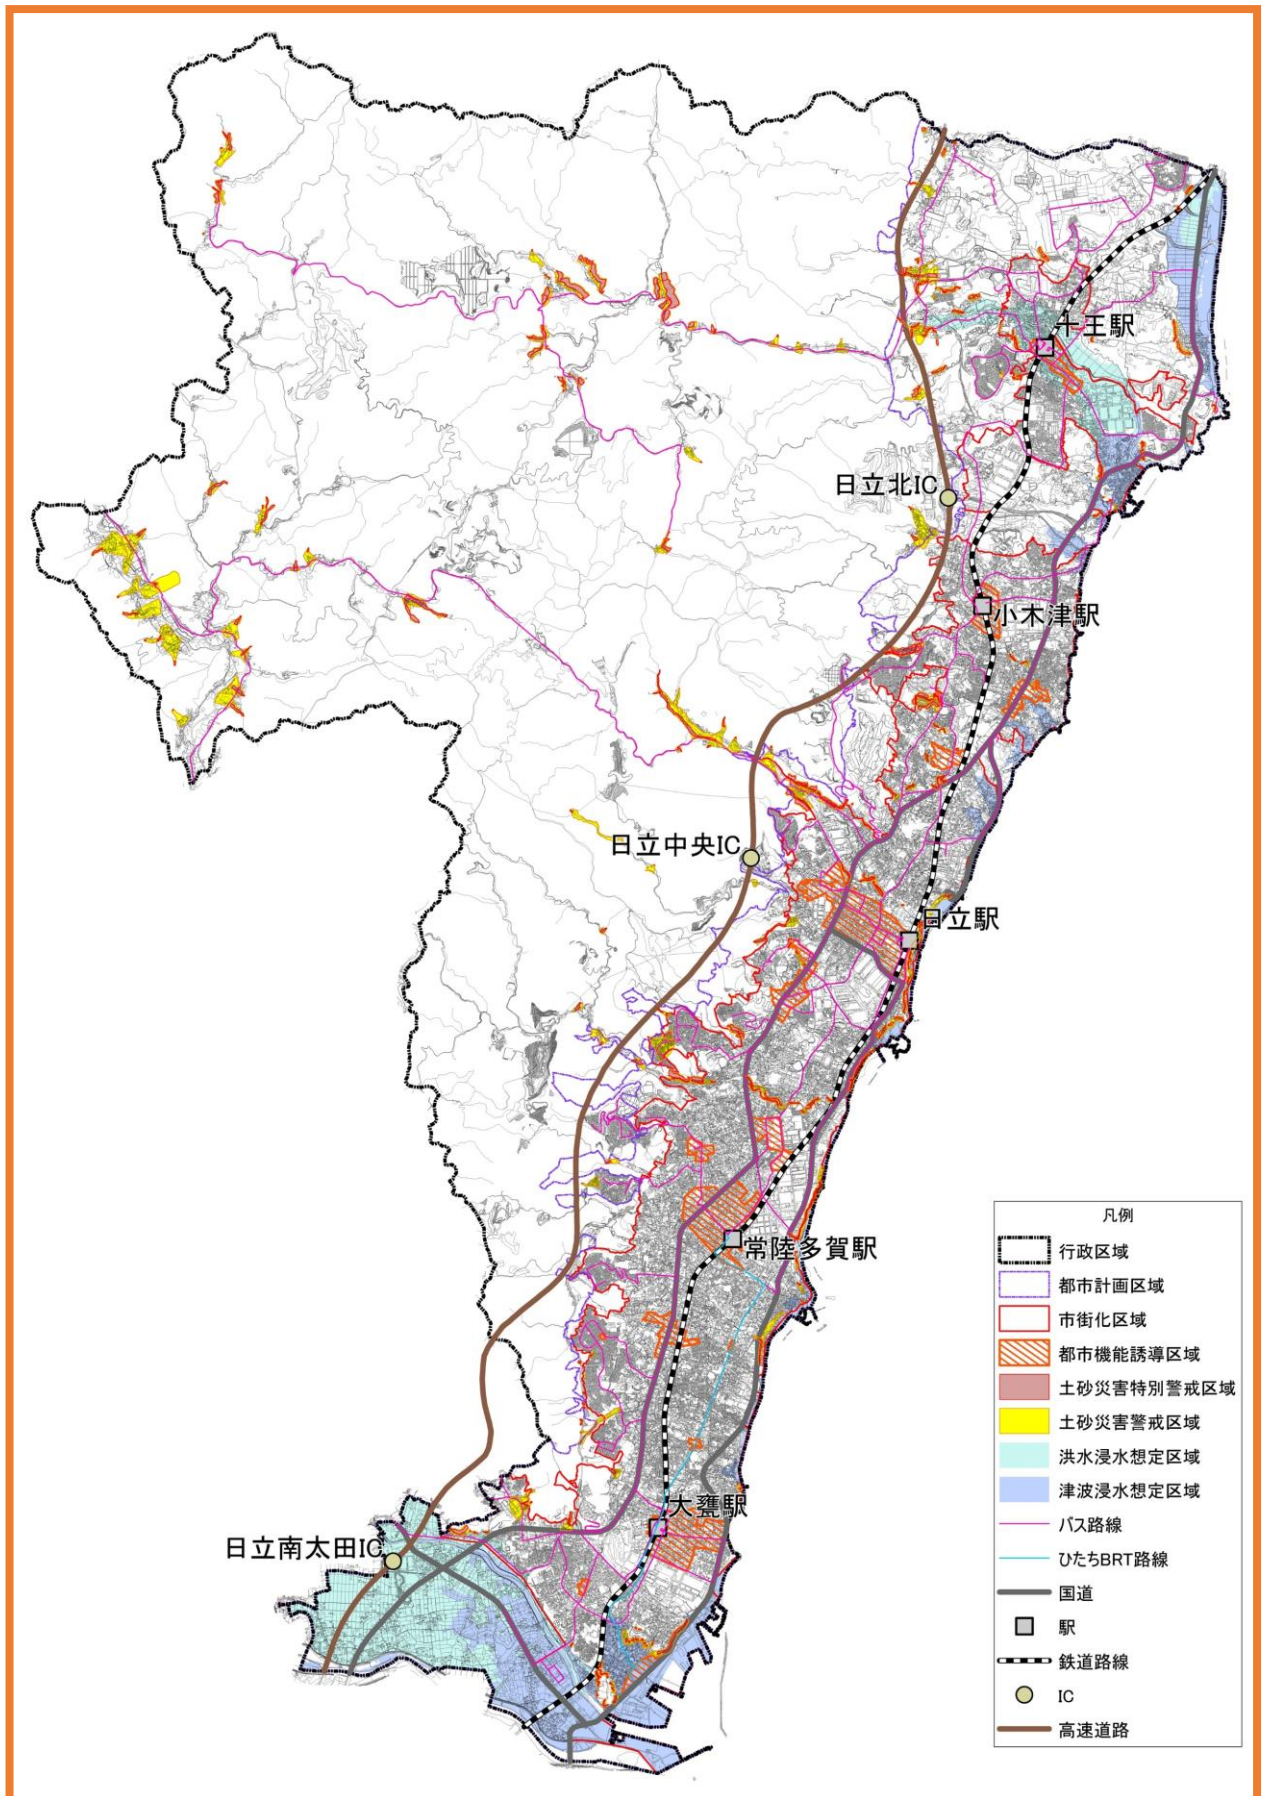 十王駅
日立北IC
小木津駅
日立中央IC
日立駅
常陸多賀駅
大甕駅
日立南太田IC
凡例
行政区域
都市計画区域
市街化区域
都市機能誘導区域
土砂災害特別警戒区域
土砂災害警戒区域
洪水浸水想定区域
津波浸水想定区域
バス路線
ひたちBRT路線
国道
駅
鉄道路線
IC
高速道路